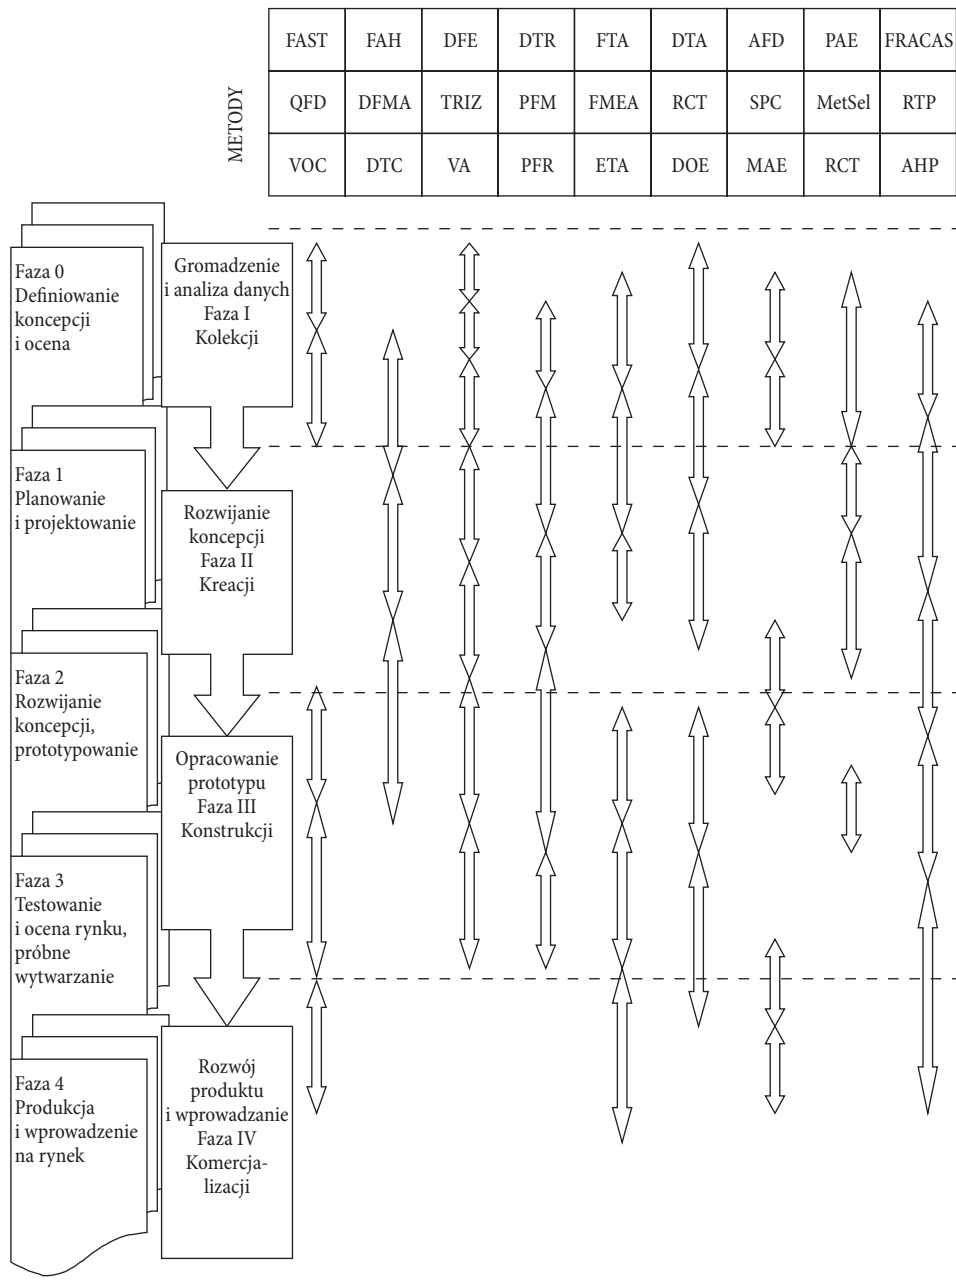 FAST FAH DFE DTR FTA DTA AFD PAE FRACAS
METODY
QFD DFMA TRIZ PFM FMEA RCT SPC MetSel RTP
VOC DTC VA PFR ETA DOE MAE RCT AHP
Faza 0
Definiowanie
koncepcji
i ocena
Gromadzenie
i analiza danych
Faza I
Kolekcji
Faza 1
Planowanie
i projektowanie
Rozwijanie
koncepcji
Faza II
Kreacji
Faza 2
Rozwijanie
koncepcji,
prototypowanie
Opracowanie
prototypu
Faza III
Konstrukcji
Faza 3
Testowanie
i ocena rynku,
próbne
wytwarzanie
Faza 4
Produkcja
i wprowadzenie
na rynek
Rozwój
produktu
i wprowadzanie
Faza IV
Komercja-
lizacji